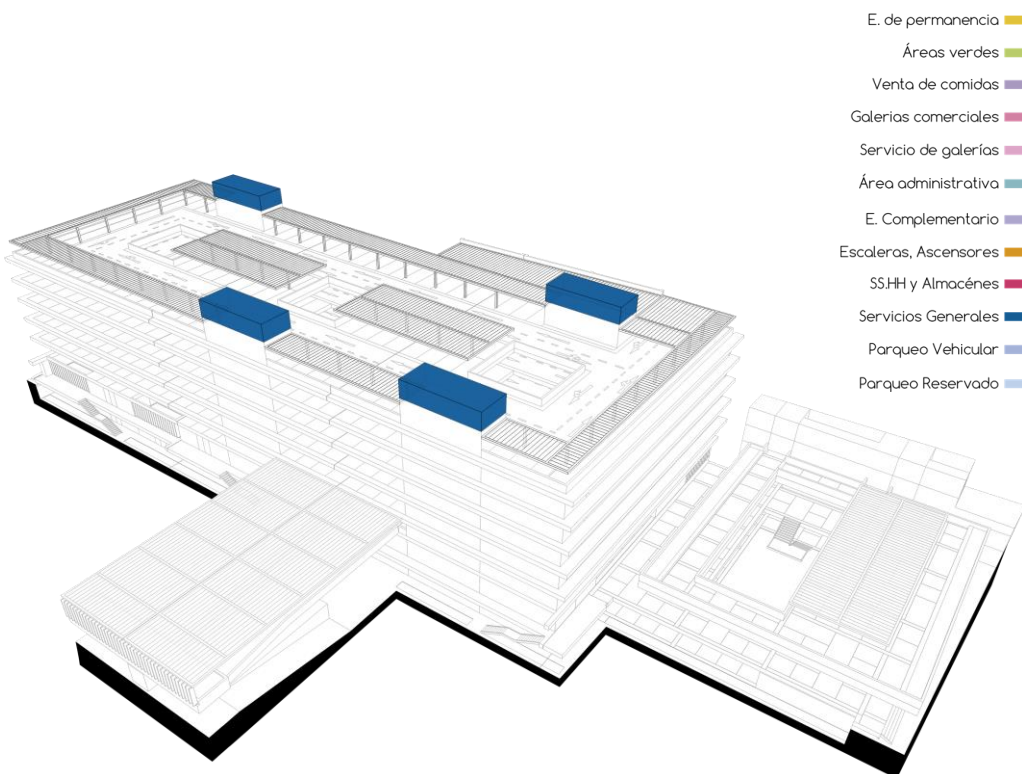 E. de permanencia
Áreas verdes
Venta de comidas
Galerias comerciales
Servicio de galerías
Área administrativa
E. Complementario
Escaleras, Ascensores
SS.HH y Almacénes
Servicios Generales
Parqueo Vehicular
Parqueo Reservado